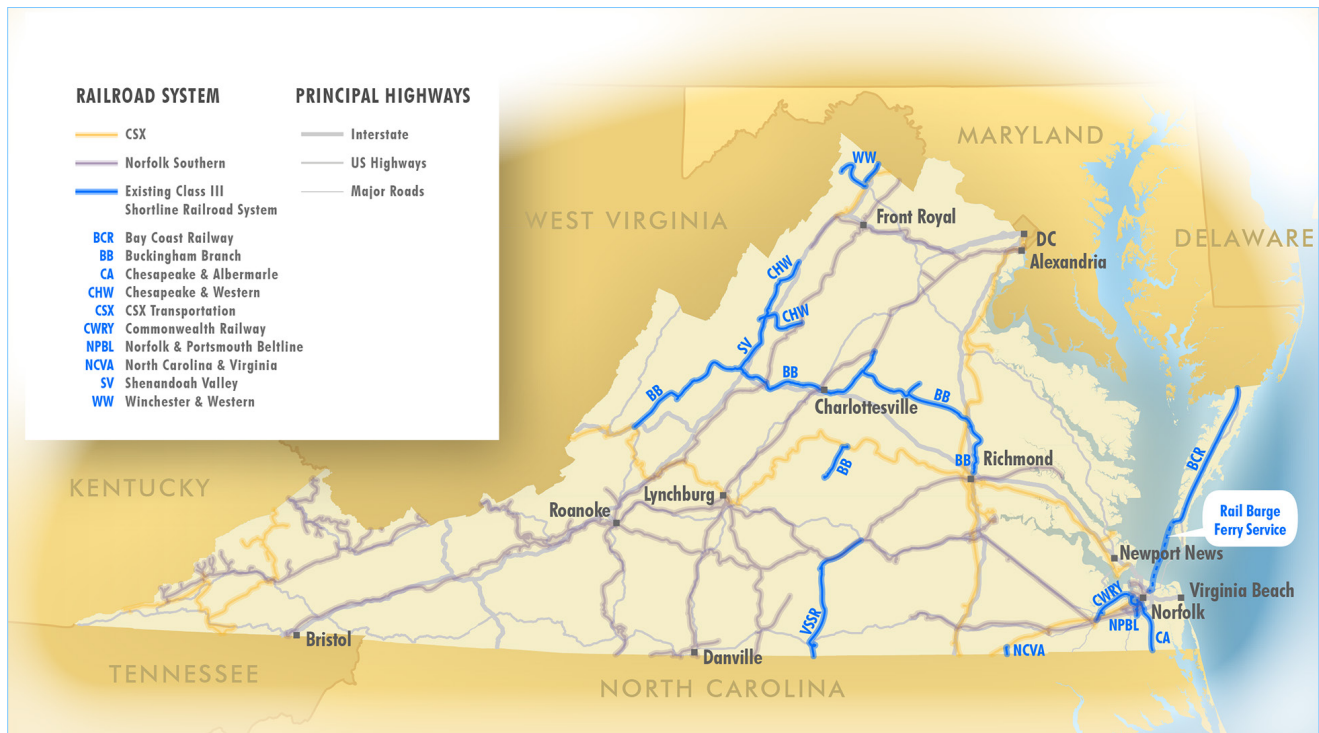 RAILROAD SYSTEM
CSX
Norfolk Southern
Existing Class III
Shortline Railroad System
BCR Bay Coast Railway
BB Buckingham Branch
CA Chesapeake & Albermarle
CHW Chesapeake & Western
CSX CSX Transportation
CWRY Commonwealth Railway
NPBL Norfolk & Portsmouth Beltline
NCVA North Carolina & Virginia
SV Shenandoah Valley
WW Winchester & Western
PRINCIPAL HIGHWAYS
Interstate
US Highways
Major Roads
MARYLAND
WW
WEST VIRGINIA
Front Royal
DC
DELAWARE
Alexandria
CHW
CHW
SV
BB
BB
BB
Charlottesville
BCR
BB
BB
Richmond
KENTUCKY
Lynchburg
Roanoke
Rail Barge
Ferry Service
Newport News
CWRY
Virginia Beach
Norfolk
VSSR
NPBL
CA
Bristol
NCVA
Danville
TENNESSEE
NORTH CAROLINA